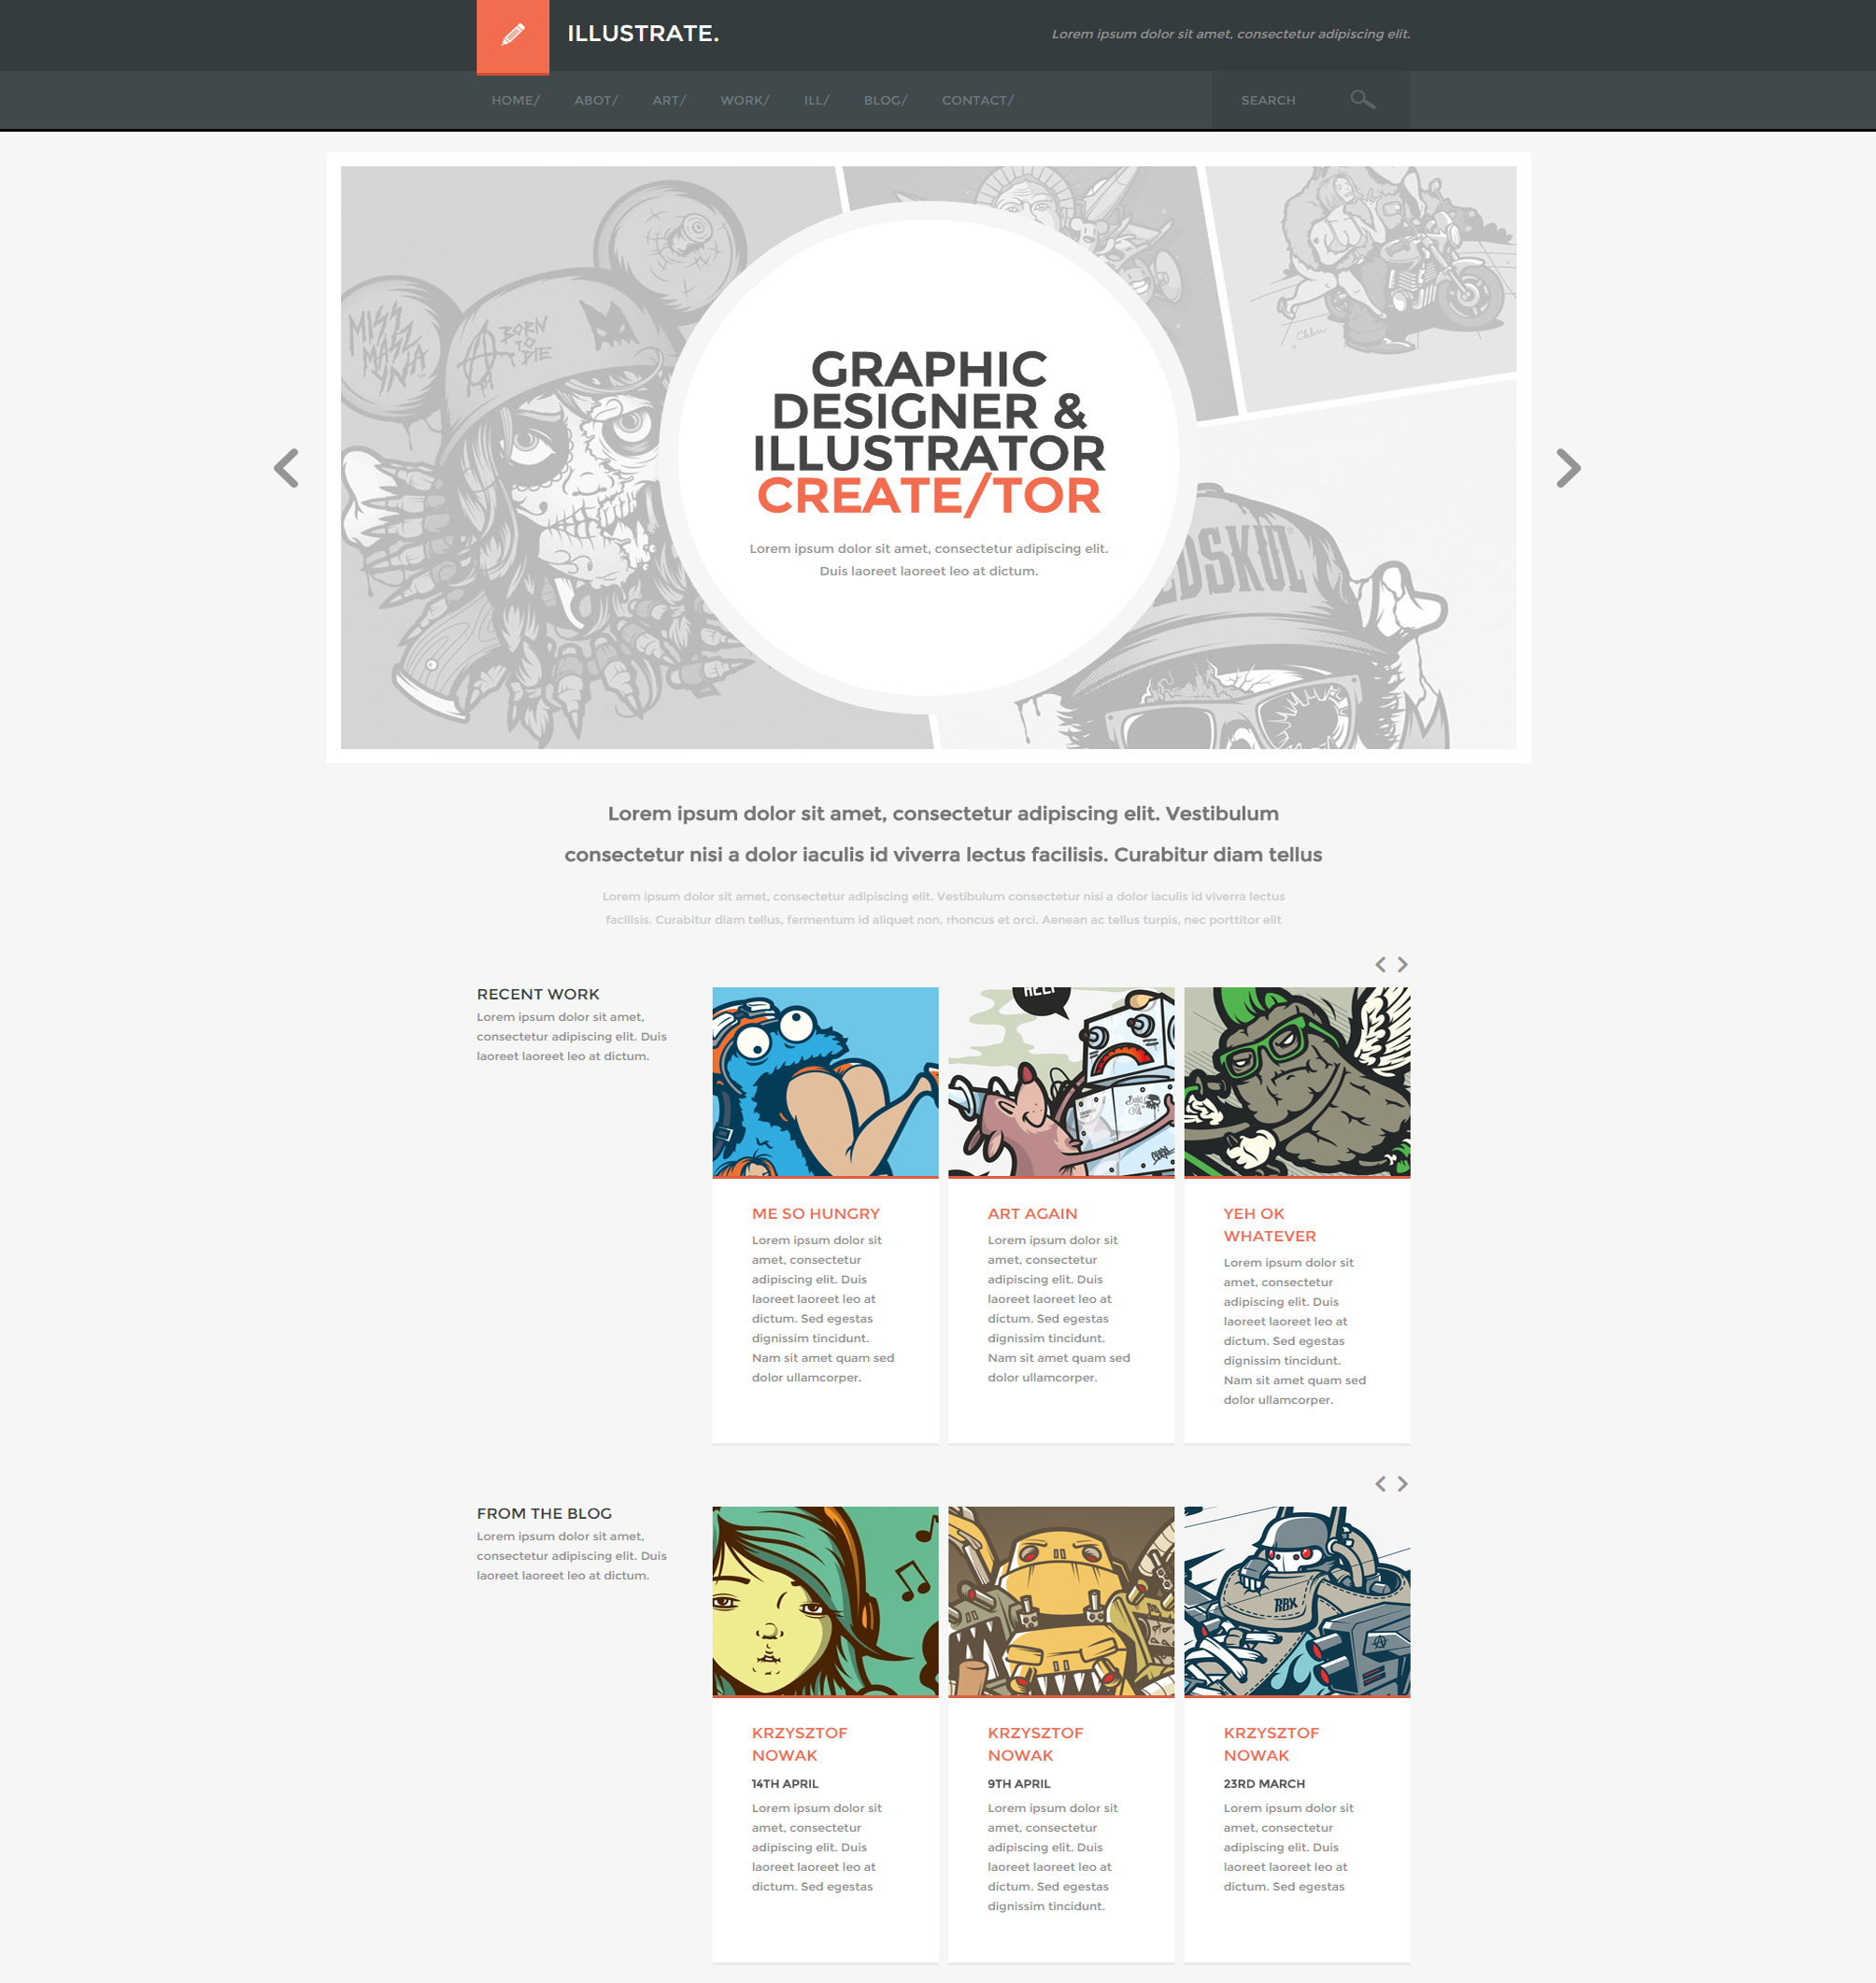 ILLUSTRATE.
Lorem ipsum dolor sit amet, consectetur adipiscing elit.
HOME/ ABOT/ ART/ WORK/ ILL/ BLOG/ CONTACT/
SEARCH
MISS
BORN
TO
DIE
GRAPHIC
DESIGNER &
ILLUSTRATOR
CREATE/TOR
Lorem ipsum dolor sit amet, consectetur adipiscing elit.
Duis laoreet laoreet leo at dictum.
Lorem ipsum dolor sit amet, consectetur adipiscing elit. Vestibulum
consectetur nisi a dolor iaculis id viverra lectus facilisis. Curabitur diam tellus
Lorem ipsum dolor sit amet, consectetur adipiscing elit. Vestibulum consectetur nisi a dolor iaculis id viverra lectus
facilisis. Curabitur diam tellus, fermentum id aliquet non, rhoncus et orci. Aenean ac tellus turpis, nec porttitor elit
RECENT WORK
Lorem ipsum dolor sit amet,
consectetur adipiscing elit. Duis
laoreet laoreet leo at dictum.
ME SO HUNGRY
Lorem ipsum dolor sit
amet, consectetur
adipiscing elit. Duis
laoreet laoreet leo at
dictum. Sed egestas
dignissim tincidunt.
Nam sit amet quam sed
dolor ullamcorper.
ART AGAIN
Lorem ipsum dolor sit
amet, consectetur
adipiscing elit. Duis
laoreet laoreet leo at
dictum. Sed egestas
dignissim tincidunt.
Nam sit amet quam sed
dolor ullamcorper.
YEH OK
WHATEVER
Lorem ipsum dolor sit
amet, consectetur
adipiscing elit. Duis
laoreet laoreet leo at
dictum. Sed egestas
dignissim tincidunt.
Nam sit amet quam sed
dolor ullamcorper.
FROM THE BLOG
Lorem ipsum dolor sit amet,
consectetur adipiscing elit. Duis
laoreet laoreet leo at dictum.
KRZYSZTOF
NOWAK
14TH APRIL
Lorem ipsum dolor sit
amet, consectetur
adipiscing elit. Duis
laoreet laoreet leo at
dictum. Sed egestas
KRZYSZTOF
NOWAK
9TH APRIL
Lorem ipsum dolor sit
amet, consectetur
adipiscing elit. Duis
laoreet laoreet leo at
dictum. Sed egestas
dignissim tincidunt.
RBX
KRZYSZTOF
NOWAK
23RD MARCH
Lorem ipsum dolor sit
amet, consectetur
adipiscing elit. Duis
laoreet laoreet leo at
dictum. Sed egestas